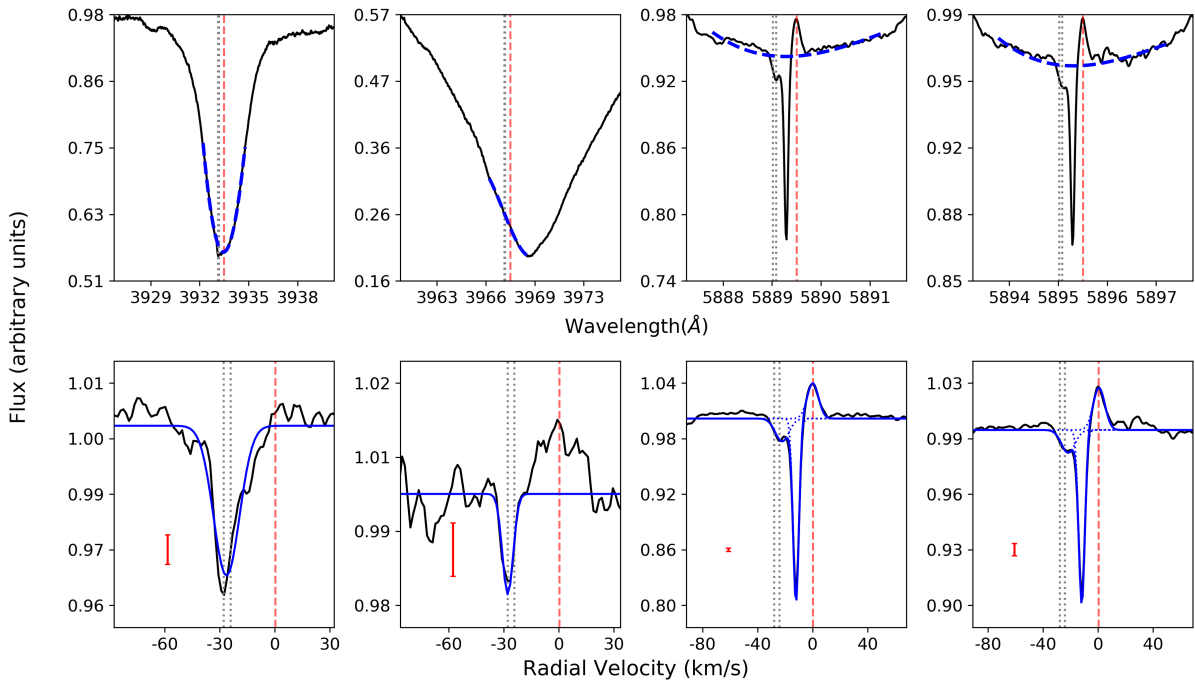 0.98 0.86 0.75 0.63 0.51
3929 3932 3935 3938
0.57 0.47 0.36 0.26 0.16
3963 3966 3969 3973
0.98 0.92 0.86 0.80 0.74
5888 5889 5890 5891
0.99 0.95 0.92 0.88 0.85
5894 5895 5896 5897
Wavelength(Å)
Flux (arbitrary units)
1.01 1.00 0.99 0.97 0.96
-60 -30 0 30
1.02 1.01 0.99 0.98
-60 -30 0 30
1.04 0.98 0.92 0.86 0.80
-80 -40 0 40
1.03 0.99 0.96 0.93 0.90
-80 -40 0 40
Radial Velocity (km/s)